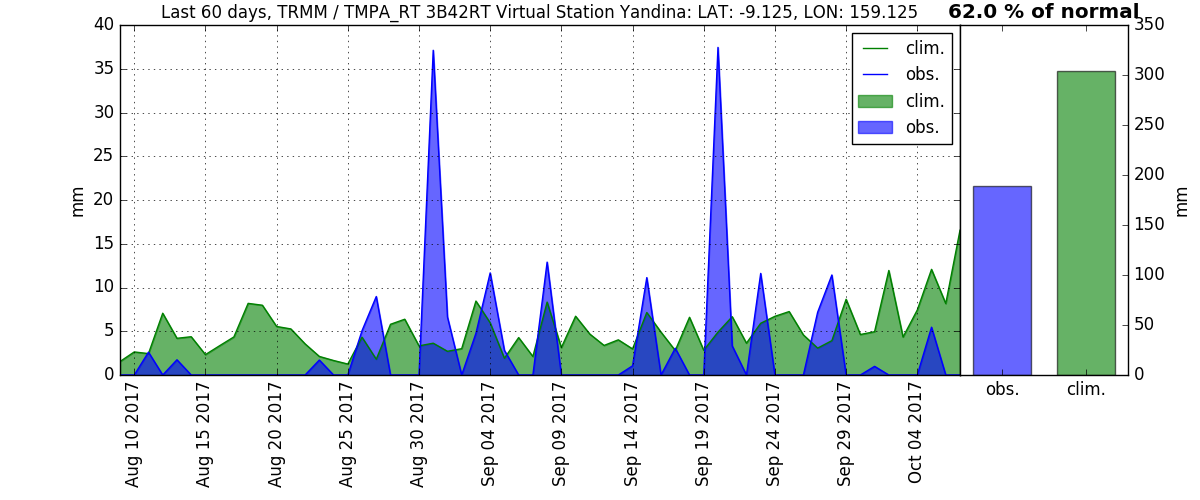 Last 60 days, TRMM / TMPA_RT 3B42RT Virtual Station Yandina: LAT: -9.125, LON: 159.125
62.0 % of normal
40
35
30
25
20
15
10
5
0
mm
clim.
obs.
clim.
obs.
Aug 10 2017
Aug 15 2017
Aug 20 2017
Aug 25 2017
Aug 30 2017
Sep 04 2017
Sep 09 2017
Sep 14 2017
Sep 19 2017
Sep 24 2017
Sep 29 2017
Oct 04 2017
350
300
250
200
150
100
50
0
mm
obs.
clim.